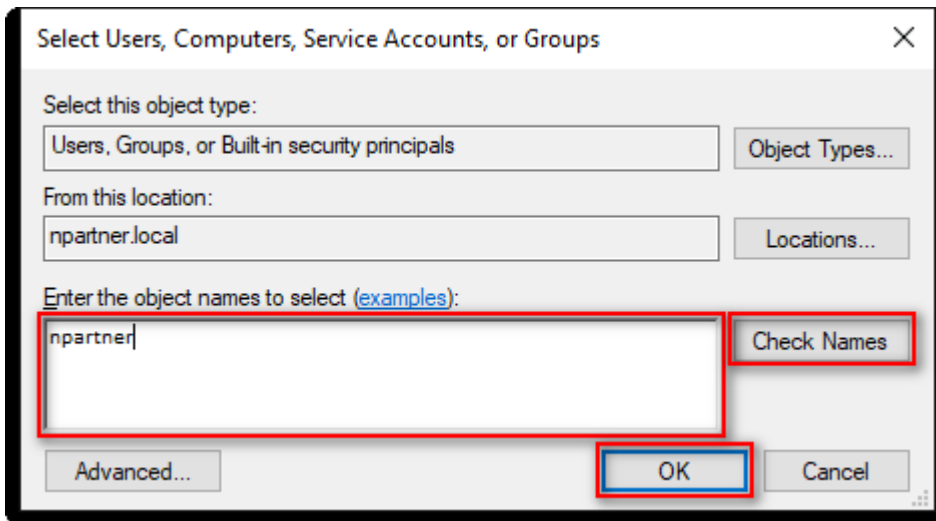 Select Users, Computers, Service Accounts, or Groups
Select this object type:
Users, Groups, or Built-in security principals
Object Types...
From this location:
npartner.local
Locations...
Enter the object names to select (examples):
npartner
Check Names
Advanced...
OK
Cancel